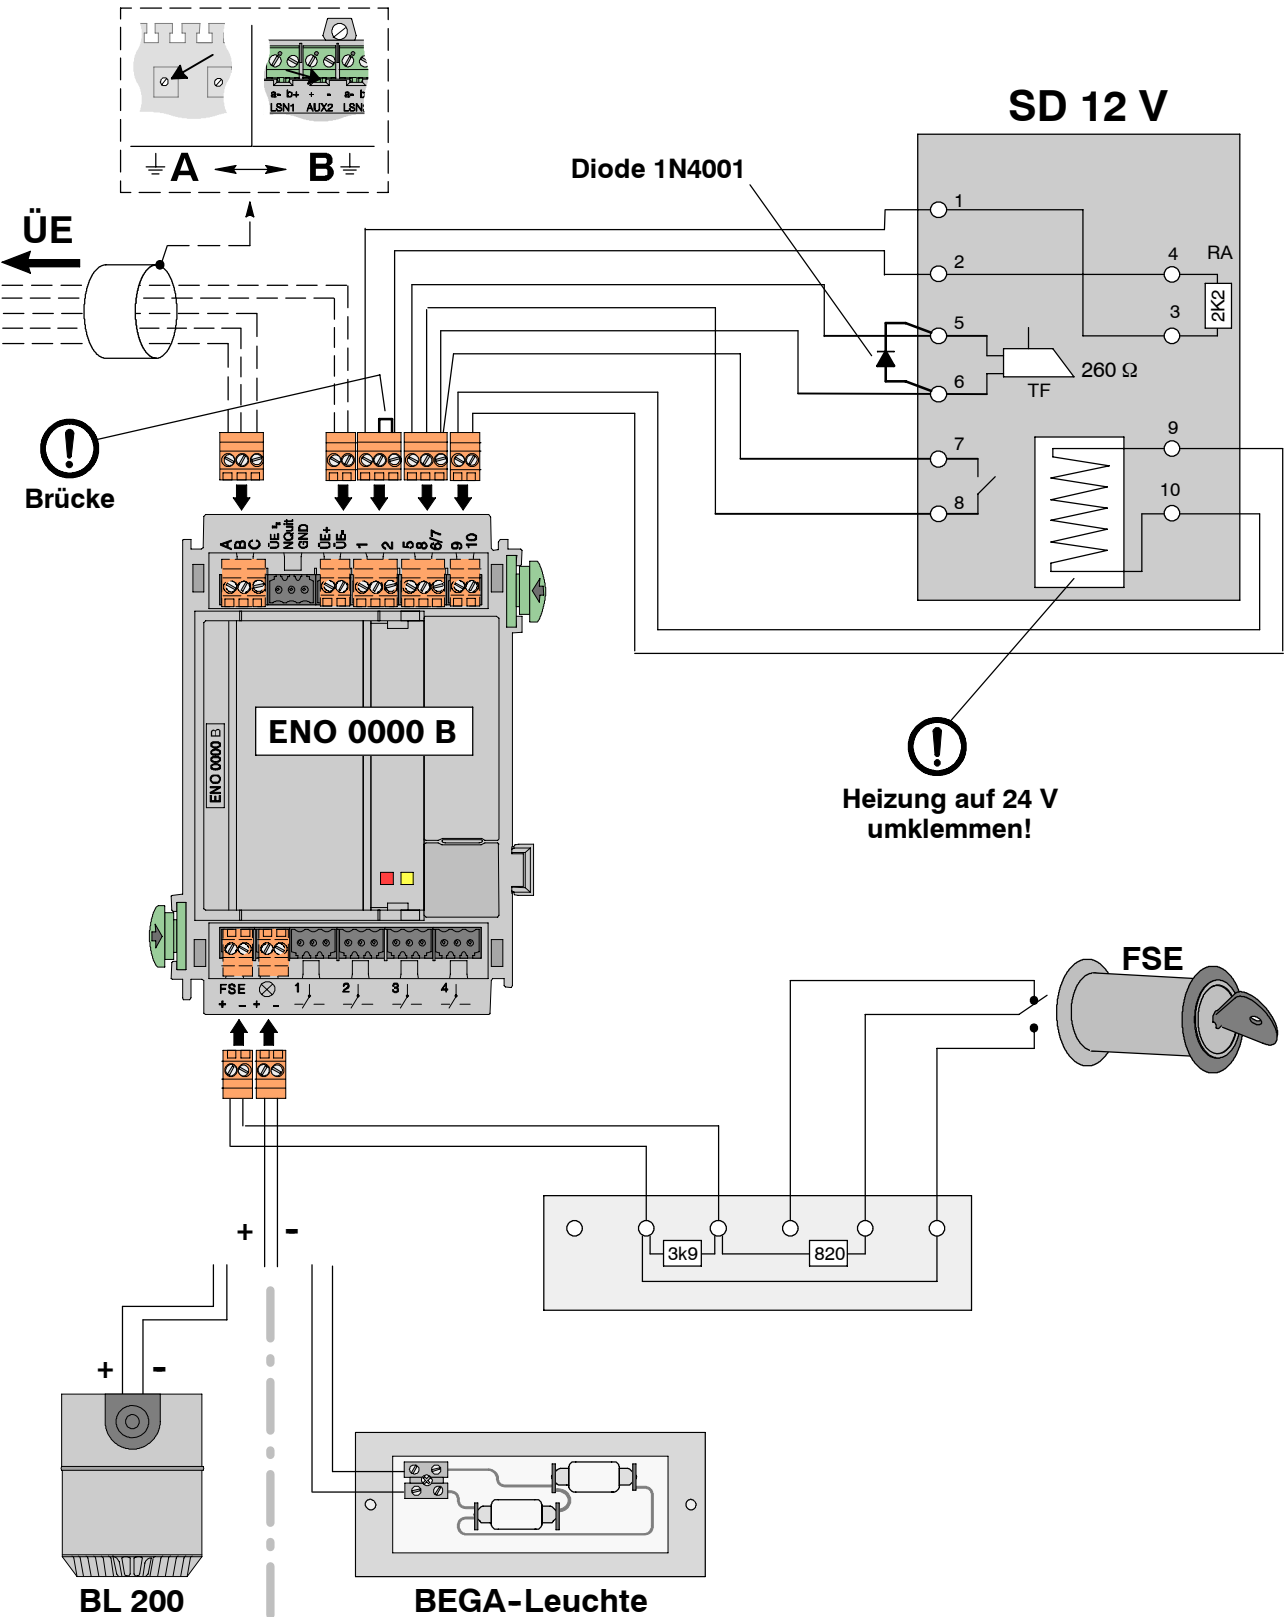 a- b+ + - a- b
LSN1 AUX2 LSN
A B
SD 12 V
Diode 1N4001
ÜE
1
2
4 RA
3
2K2
5
6
TF
260 Ω
7
8
9
10
Brücke
A B C ÜE NQuit GND ÜE+ ÜE- 1 2 5 8 6/7 9 10
ENO 0000 B
ENO 0000 B
Heizung auf 24 V
umklemmen!
FSE 1 2 3 4
+ - + -
FSE
+ -
3k9 820
+ -
BL 200
BEGA-Leuchte